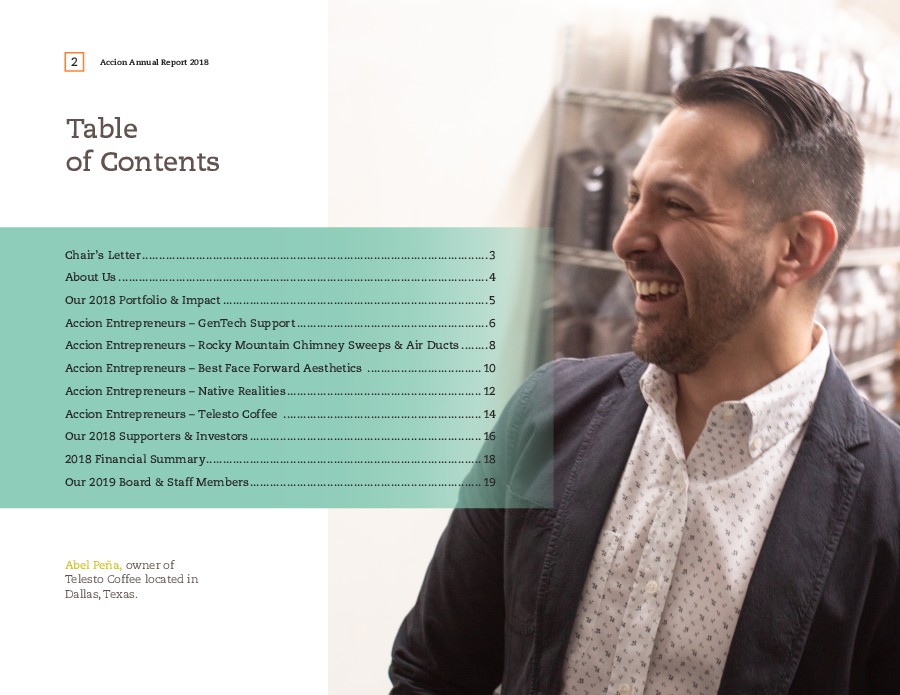 2 Accion Annual Report 2018
Table
of Contents
Chair's Letter 3
About Us 4
Our 2018 Portfolio & Impact 5
Accion Entrepreneurs – GenTech Support 6
Accion Entrepreneurs – Rocky Mountain Chimney Sweeps & Air Ducts 8
Accion Entrepreneurs – Best Face Forward Aesthetics 10
Accion Entrepreneurs – Native Realities 12
Accion Entrepreneurs – Telesto Coffee 14
Our 2018 Supporters & Investors 16
2018 Financial Summary 18
Our 2019 Board & Staff Members 19
Abel Peña, owner of
Telesto Coffee located in
Dallas, Texas.